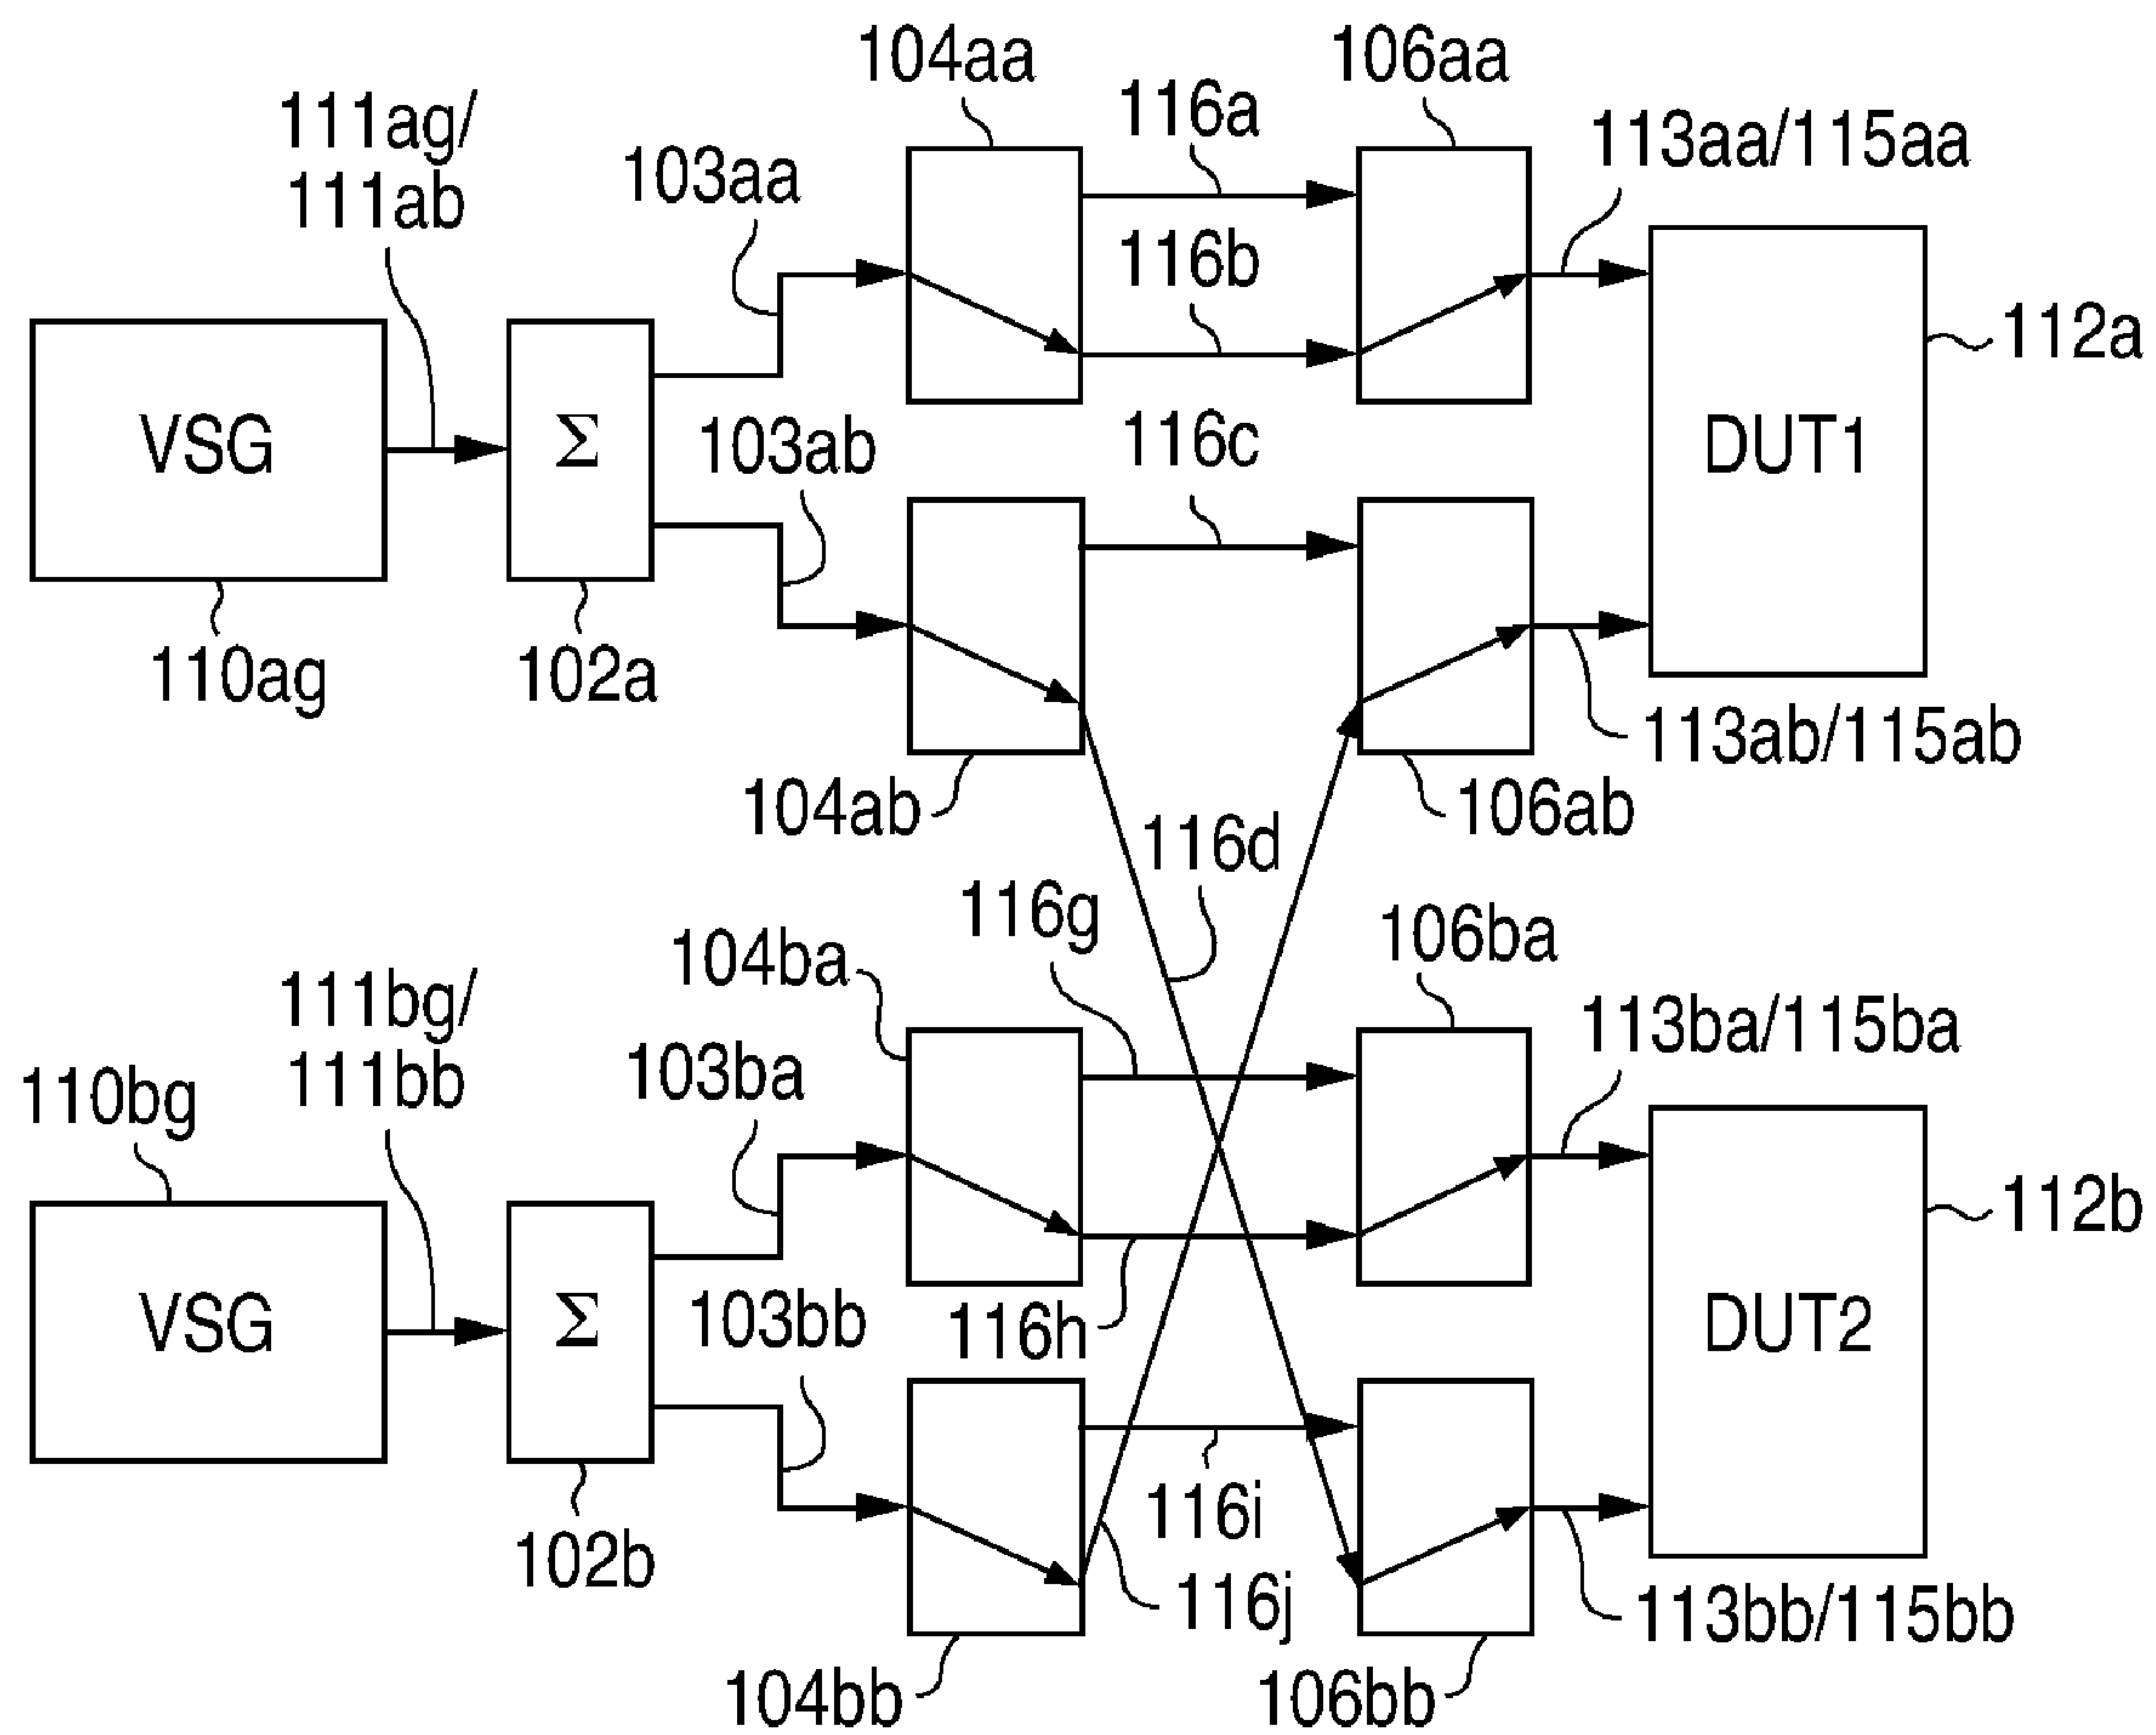 104aa
106aa
116a
113aa/115aa
111ag/
111ab
103aa
116b
112a
VSG
Σ
103ab
116c
DUT1
110ag
102a
113ab/115ab
104ab
106ab
116d
116g
106ba
104ba
111bg/
111bb
113ba/115ba
103ba
110bg
112b
VSG
Σ
103bb
116h
DUT2
116i
102b
116j
113bb/115bb
104bb
106bb